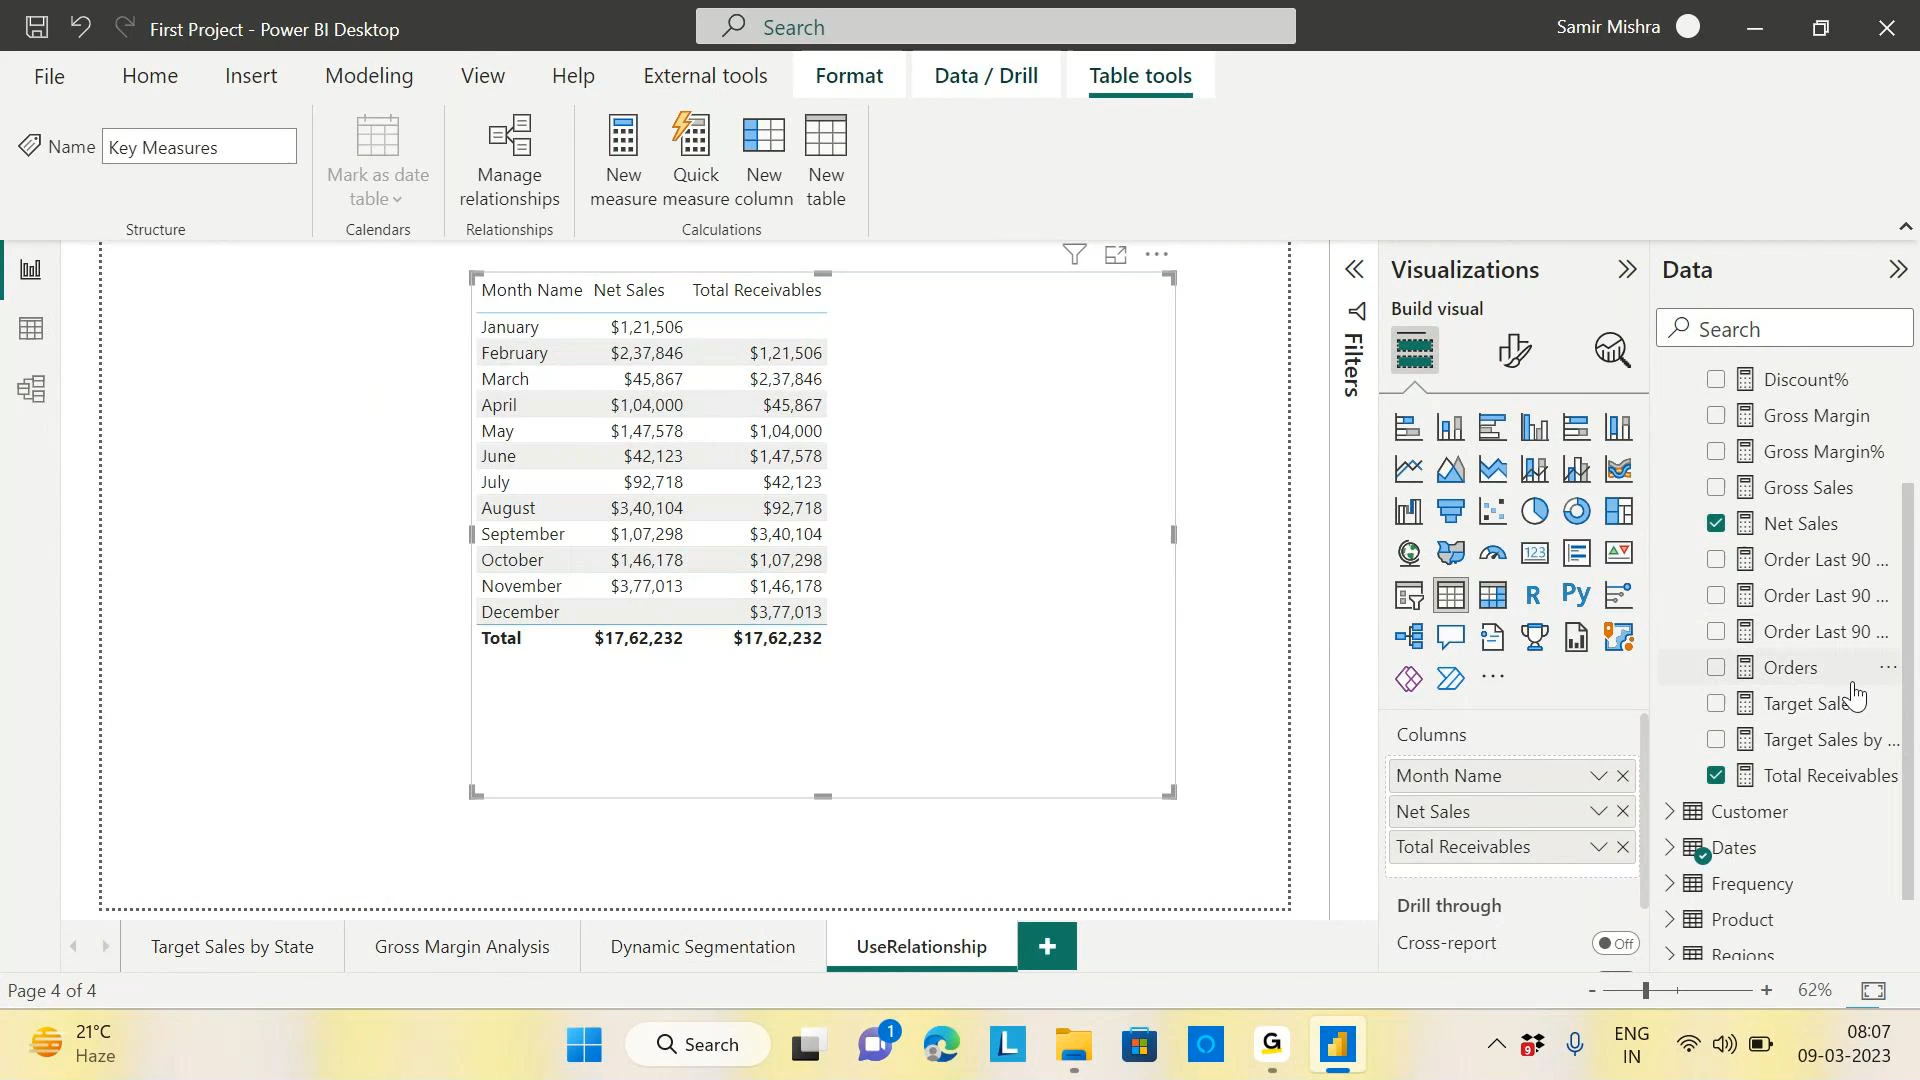 First Project - Power BI Desktop
Search
Samir Mishra
File
Home
Insert
Modeling
View
Help
External tools
Format
Data / Drill
Table tools
Name
Key Measures
Structure
Mark as date
table
Calendars
Manage
relationships
Relationships
New
measure
Quick
measure
New
column
New
table
Calculations
Month Name Net Sales Total Receivables
January $1,21,506
February $2,37,846 $1,21,506
March $45,867 $2,37,846
April $1,04,000 $45,867
May $1,47,578 $1,04,000
June $42,123 $1,47,578
July $92,718 $42,123
August $3,40,104 $92,718
September $1,07,298 $3,40,104
October $1,46,178 $1,07,298
November $3,77,013 $1,46,178
December $3,77,013
Total $17,62,232 $17,62,232
Filters
Visualizations
Build visual
123
R
Py
...
Columns
Month Name
Net Sales
Total Receivables
Drill through
Cross-report
Off
Data
Search
Discount%
Gross Margin
Gross Margin%
Gross Sales
Net Sales
Order Last 90 ...
Order Last 90 ...
Order Last 90 ...
Orders
Target Sale
Target Sales by ...
Total Receivables
Customer
Dates
Frequency
Product
Regions
Target Sales by State
Gross Margin Analysis
Dynamic Segmentation
UseRelationship
+
Page 4 of 4
- + 62%
21°C
Haze
Search
1
L
G
9
ENG
IN
08:07
09-03-2023